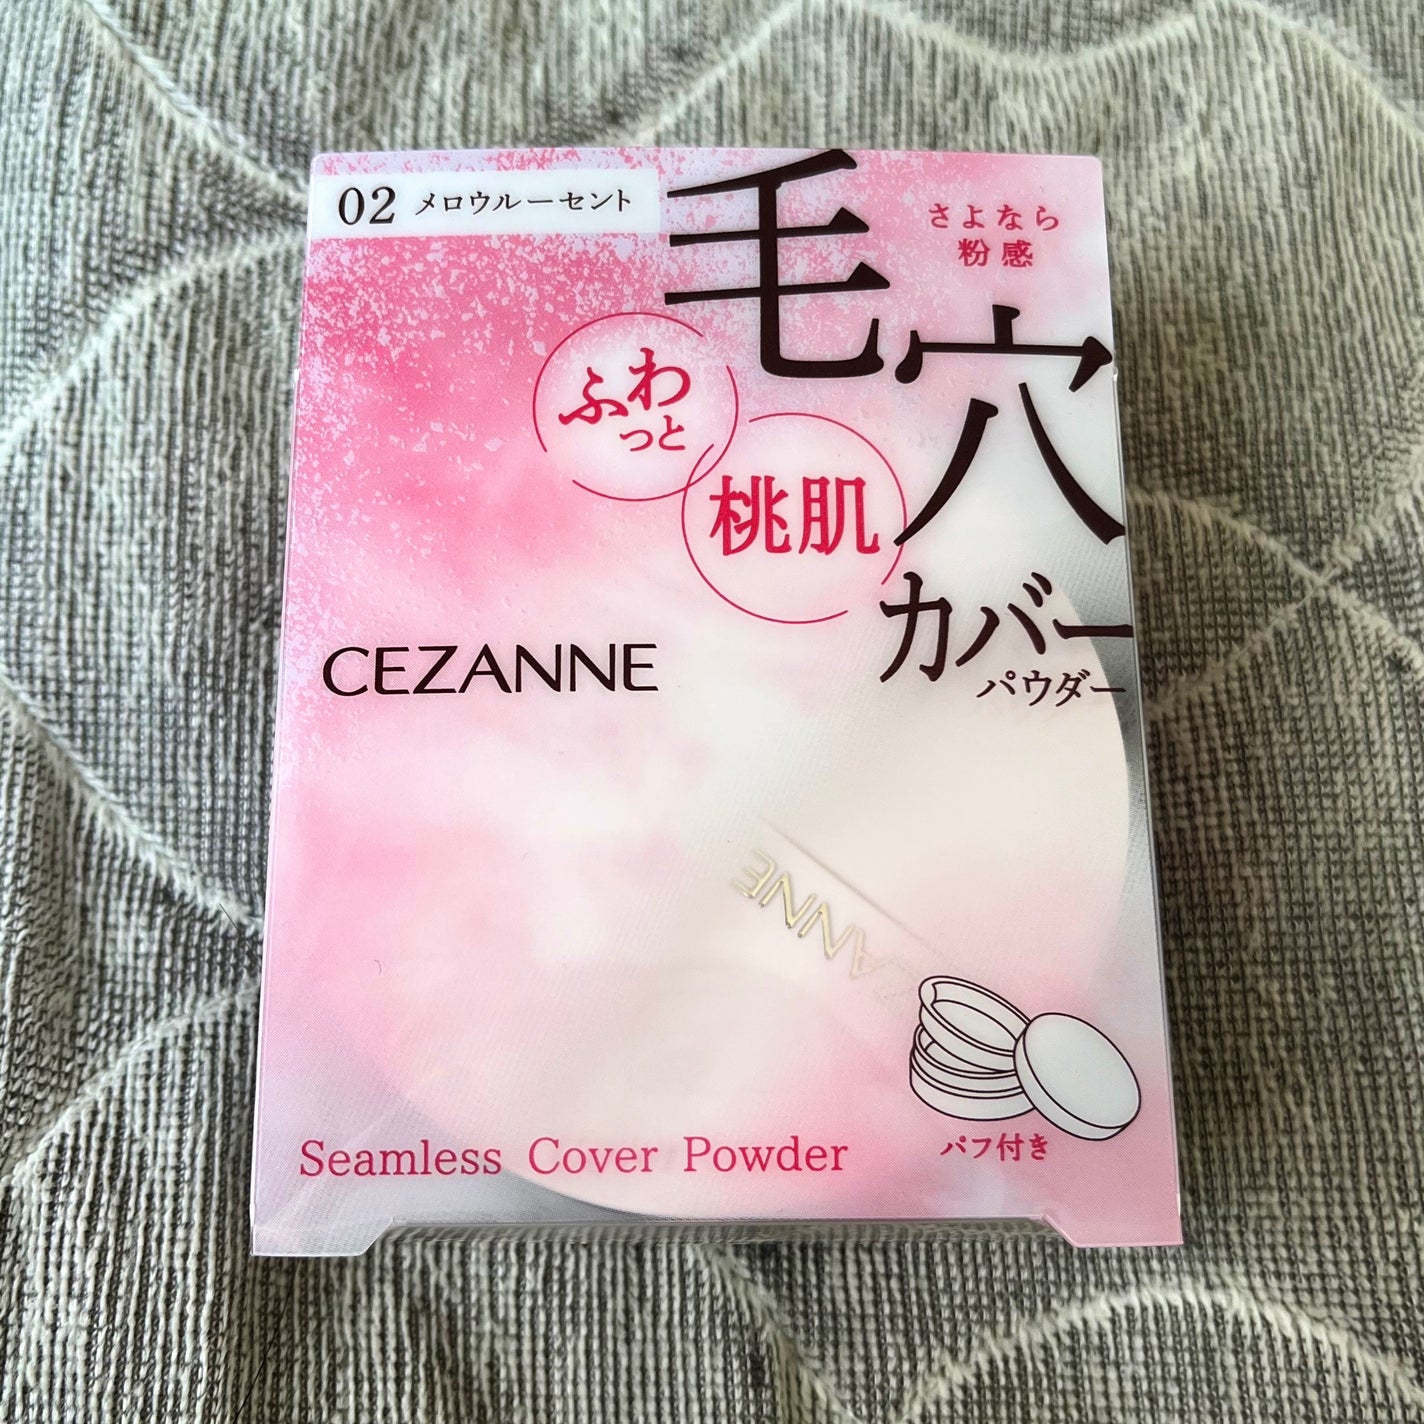 02 メロウルーセント
さよなら
粉感
毛穴
カバー
パウダー
ふわっと
桃肌
CEZANNE
ZANNE
パフ付き
Seamless Cover Powder